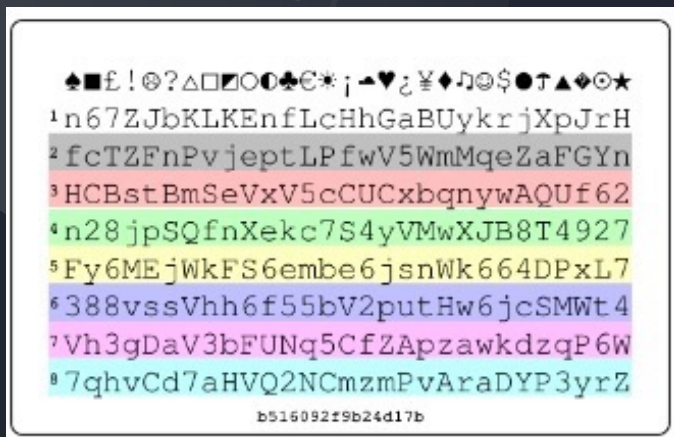 ♠■£!☹?△□◩○◐♣€☀¡☁♥¿¥♦♫☺$●☂▲�⊙★
1n67ZJbKLKEnfLcHhGaBUykrjXpJrH
2fcTZFnPvjeptLPfwV5WmMqeZaFGYn
3HCBstBmSeVxV5cCUCxbqnywAQUf62
4n28jpSQfnXekc7S4yVMwXJB8T4927
5Fy6MEjWkFS6embe6jsnWk664DPxL7
6388vssVhh6f55bV2putHw6jcSMWt4
7Vh3gDaV3bFUNq5CfZApzawkdzqP6W
87qhvCd7aHVQ2NCmzmPvAraDYP3yrZ
b516092f9b24d17b